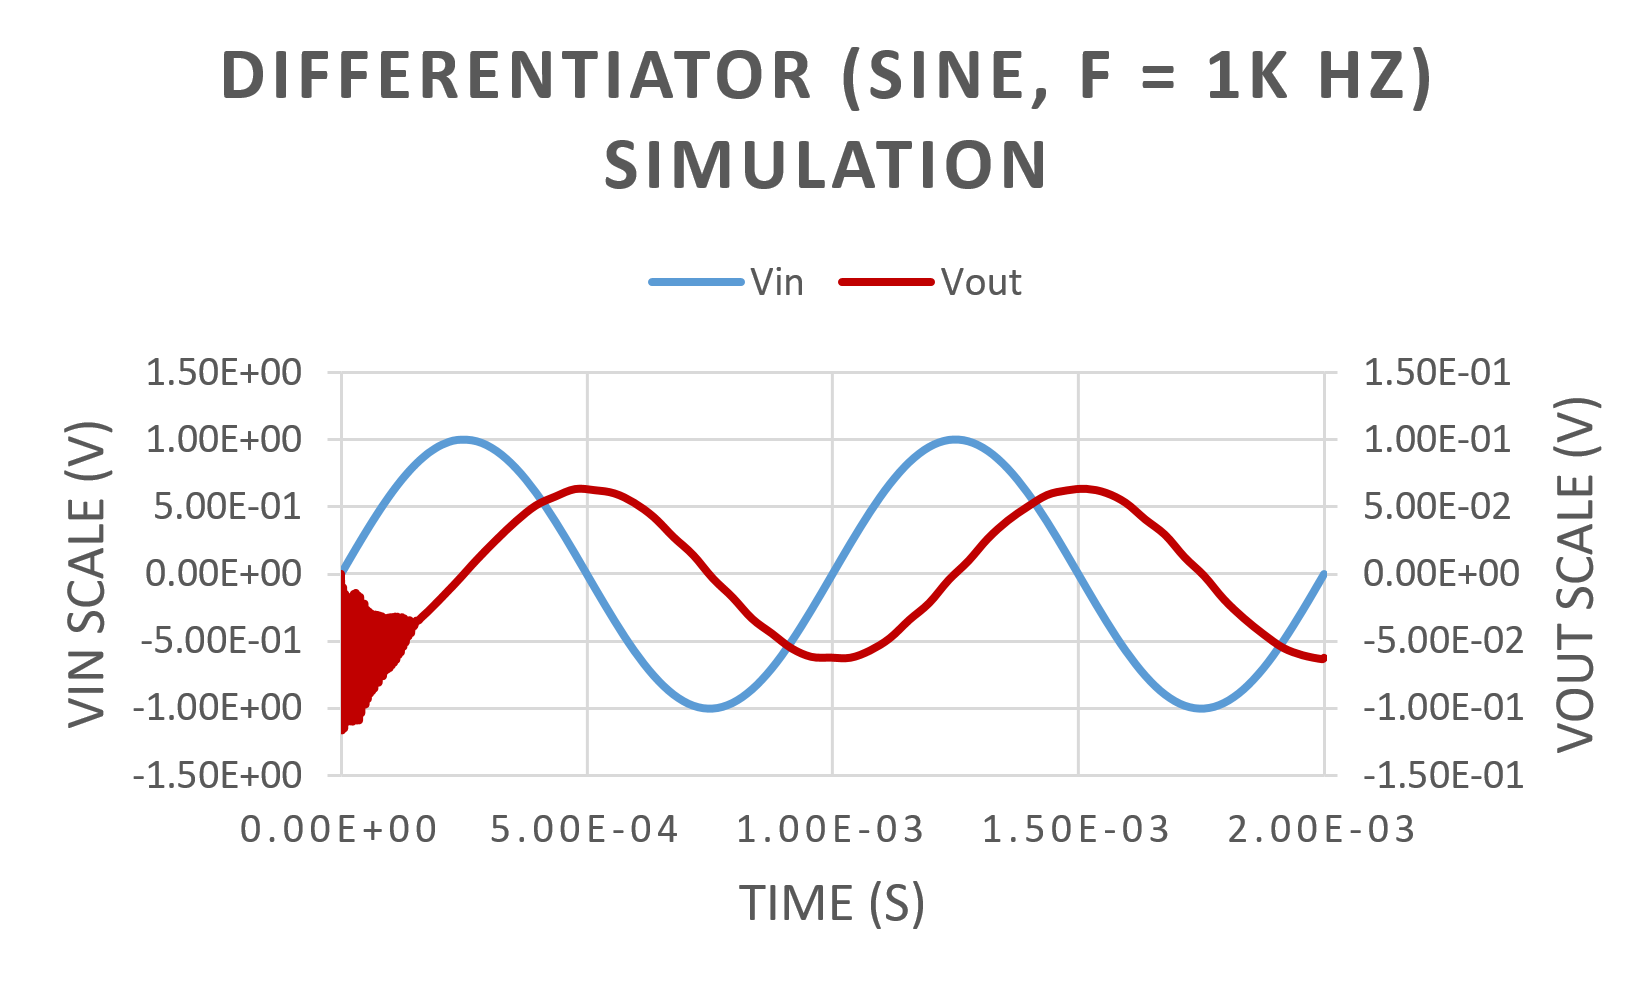 DIFFERENTIATOR (SINE, F = 1K HZ)
SIMULATION
Vin Vout
1.50E+00
1.00E+00
5.00E-01
0.00E+00
-5.00E-01
-1.00E+00
-1.50E+00
VIN SCALE (V)
1.50E-01
1.00E-01
5.00E-02
0.00E+00
-5.00E-02
-1.00E-01
-1.50E-01
VOUT SCALE (V)
0.00E+00 5.00E-04 1.00E-03 1.50E-03 2.00E-03
TIME (S)